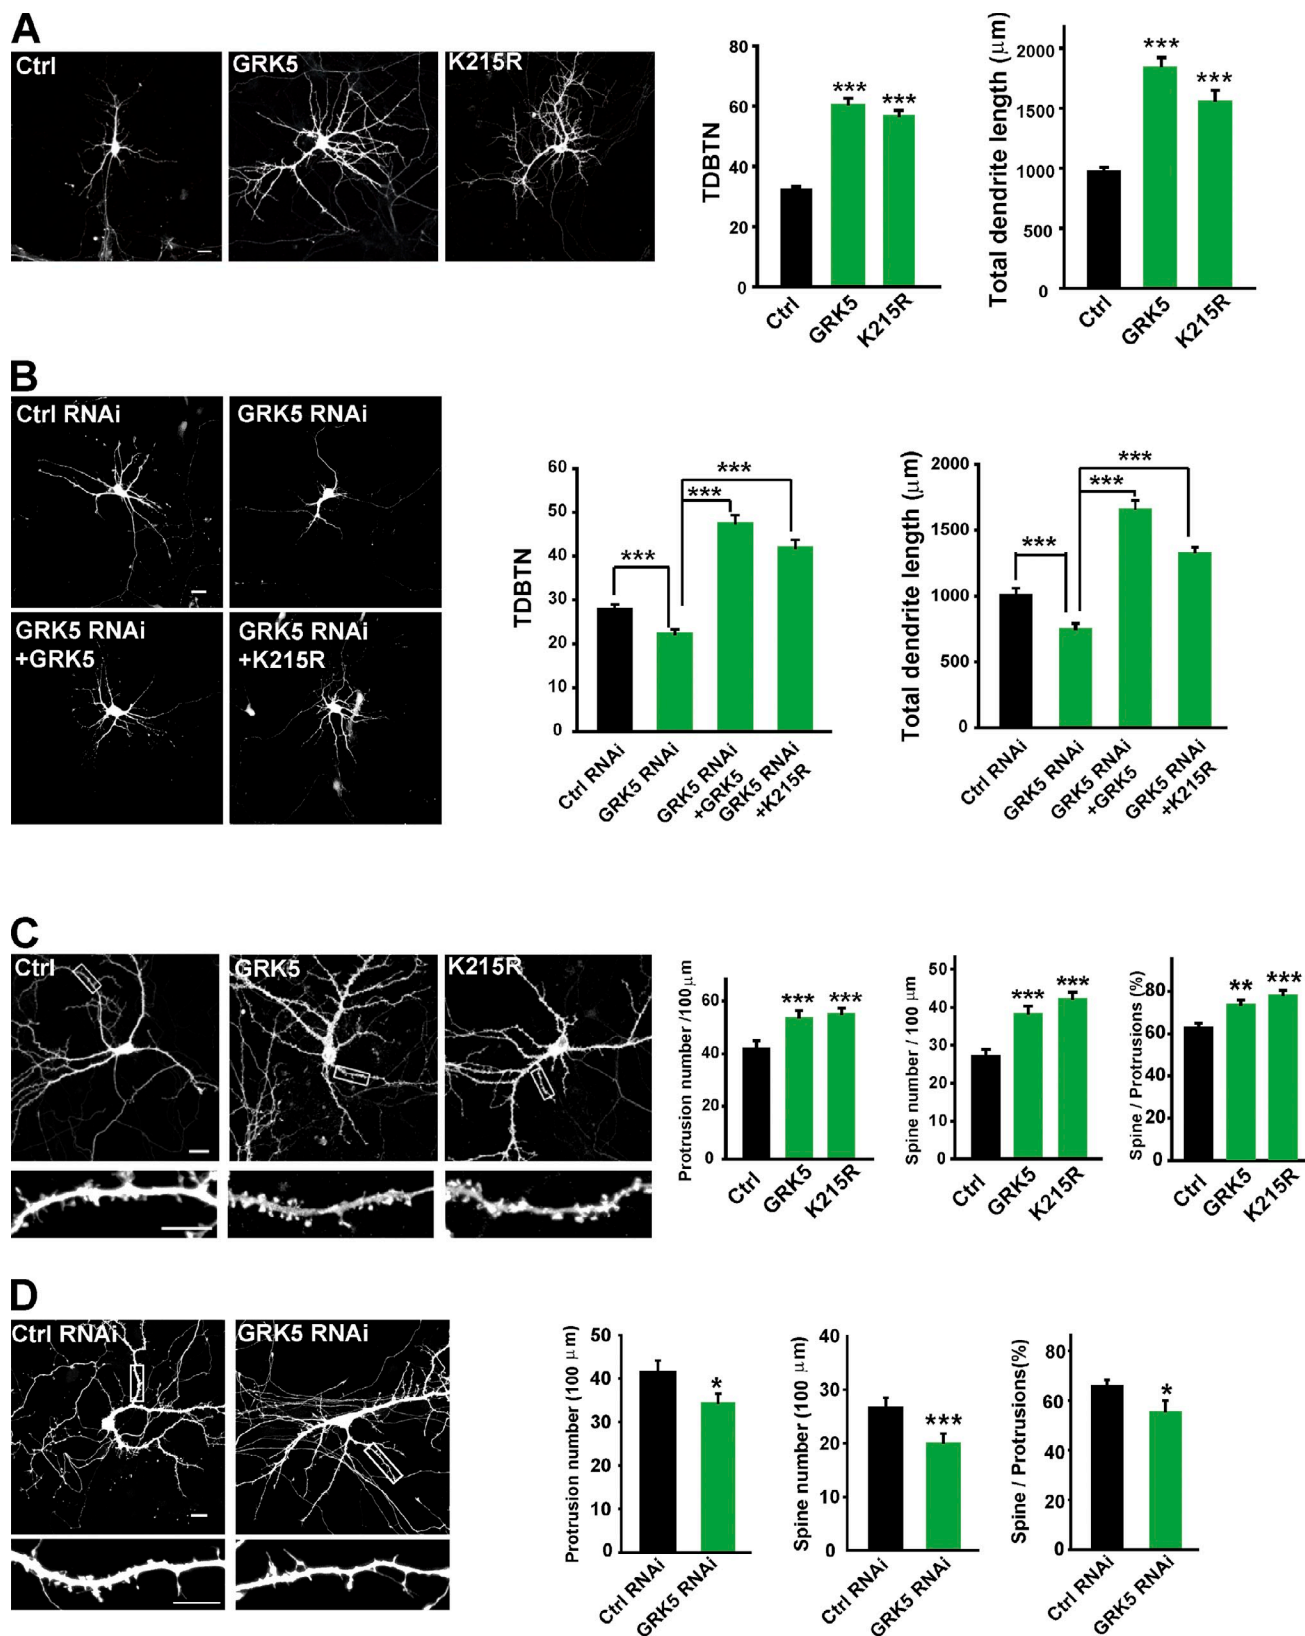 A
Ctrl
GRK5
K215R
TDBTN
80
60
40
20
0
***
***
Ctrl
GRK5
K215R
Total dendrite length (μm)
2000
1500
1000
500
0
***
***
Ctrl
GRK5
K215R
B
Ctrl RNAi
GRK5 RNAi
GRK5 RNAi
+GRK5
GRK5 RNAi
+K215R
TDBTN
60
50
40
30
20
10
0
***
***
***
Ctrl RNAi
GRK5 RNAi
GRK5 RNAi
+GRK5
GRK5 RNAi
+K215R
Total dendrite length (μm)
2000
1500
1000
500
0
***
***
***
Ctrl RNAi
GRK5 RNAi
GRK5 RNAi
+GRK5
GRK5 RNAi
+K215R
C
Ctrl
GRK5
K215R
Protrusion number /100 μm
60
40
20
0
***
***
Ctrl
GRK5
K215R
Spine number / 100 μm
50
40
30
20
10
0
***
***
Ctrl
GRK5
K215R
Spine / Protrusions (%)
80
60
40
20
0
**
***
Ctrl
GRK5
K215R
D
Ctrl RNAi
GRK5 RNAi
Protrusion number (100 μm)
50
40
30
20
10
0
*
Ctrl RNAi
GRK5 RNAi
Spine number (100 μm)
40
30
20
10
0
***
Ctrl RNAi
GRK5 RNAi
Spine / Protrusions(%)
80
60
40
20
0
*
Ctrl RNAi
GRK5 RNAi